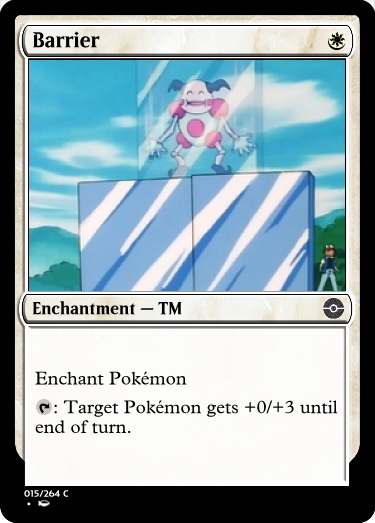 Barrier
Enchantment — TM
Enchant Pokémon
: Target Pokémon gets +0/+3 until
end of turn.
015/264 C